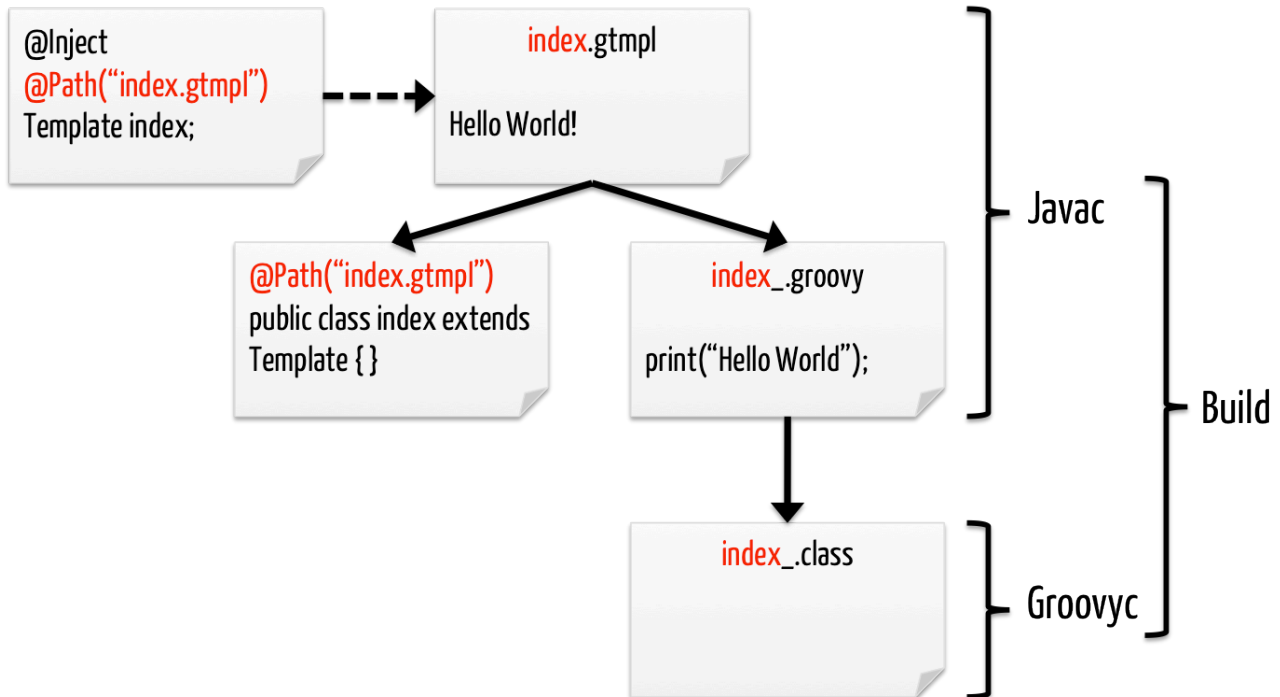 @Inject
@Path(“index.gtmpl”)
Template index;
index.gtmpl
Hello World!
@Path(“index.gtmpl”)
public class index extends
Template { }
index_.groovy
print(“Hello World”);
index_.class
Javac
Groovyc
Build